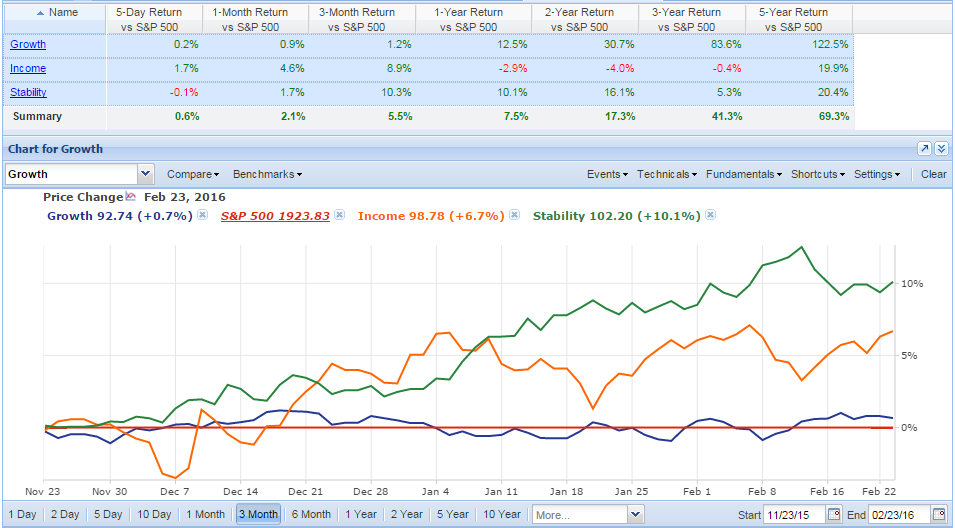 Name 5-Day Return 1-Month Return 3-Month Return 1-Year Return 2-Year Return 3-Year Return 5-Year Return
vs S&P 500 vs S&P 500 vs S&P 500 vs S&P 500 vs S&P 500 vs S&P 500 vs S&P 500
Growth 0.2% 0.9% 1.2% 12.5% 30.7% 83.6% 122.5%
Income 1.7% 4.6% 8.9% -2.9% -4.0% -0.4% 19.9%
Stability -0.1% 1.7% 10.3% 10.1% 16.1% 5.3% 20.4%
Summary 0.6% 2.1% 5.5% 7.5% 17.3% 41.3% 69.3%
Chart for Growth
Growth Compare Benchmarks Events Technicals Fundamentals Shortcuts Settings Clear
Price Change Feb 23, 2016
Growth 92.74 (+0.7%) S&P 500 1923.83 Income 98.78 (+6.7%) Stability 102.20 (+10.1%)
10%
5%
0%
Nov 23 Nov 30 Dec 7 Dec 14 Dec 21 Dec 28 Jan 4 Jan 11 Jan 18 Jan 25 Feb 1 Feb 8 Feb 16 Feb 22
1 Day 2 Day 5 Day 10 Day 1 Month 3 Month 6 Month 1 Year 2 Year 5 Year 10 Year More... Start 11/23/15 End 02/23/16